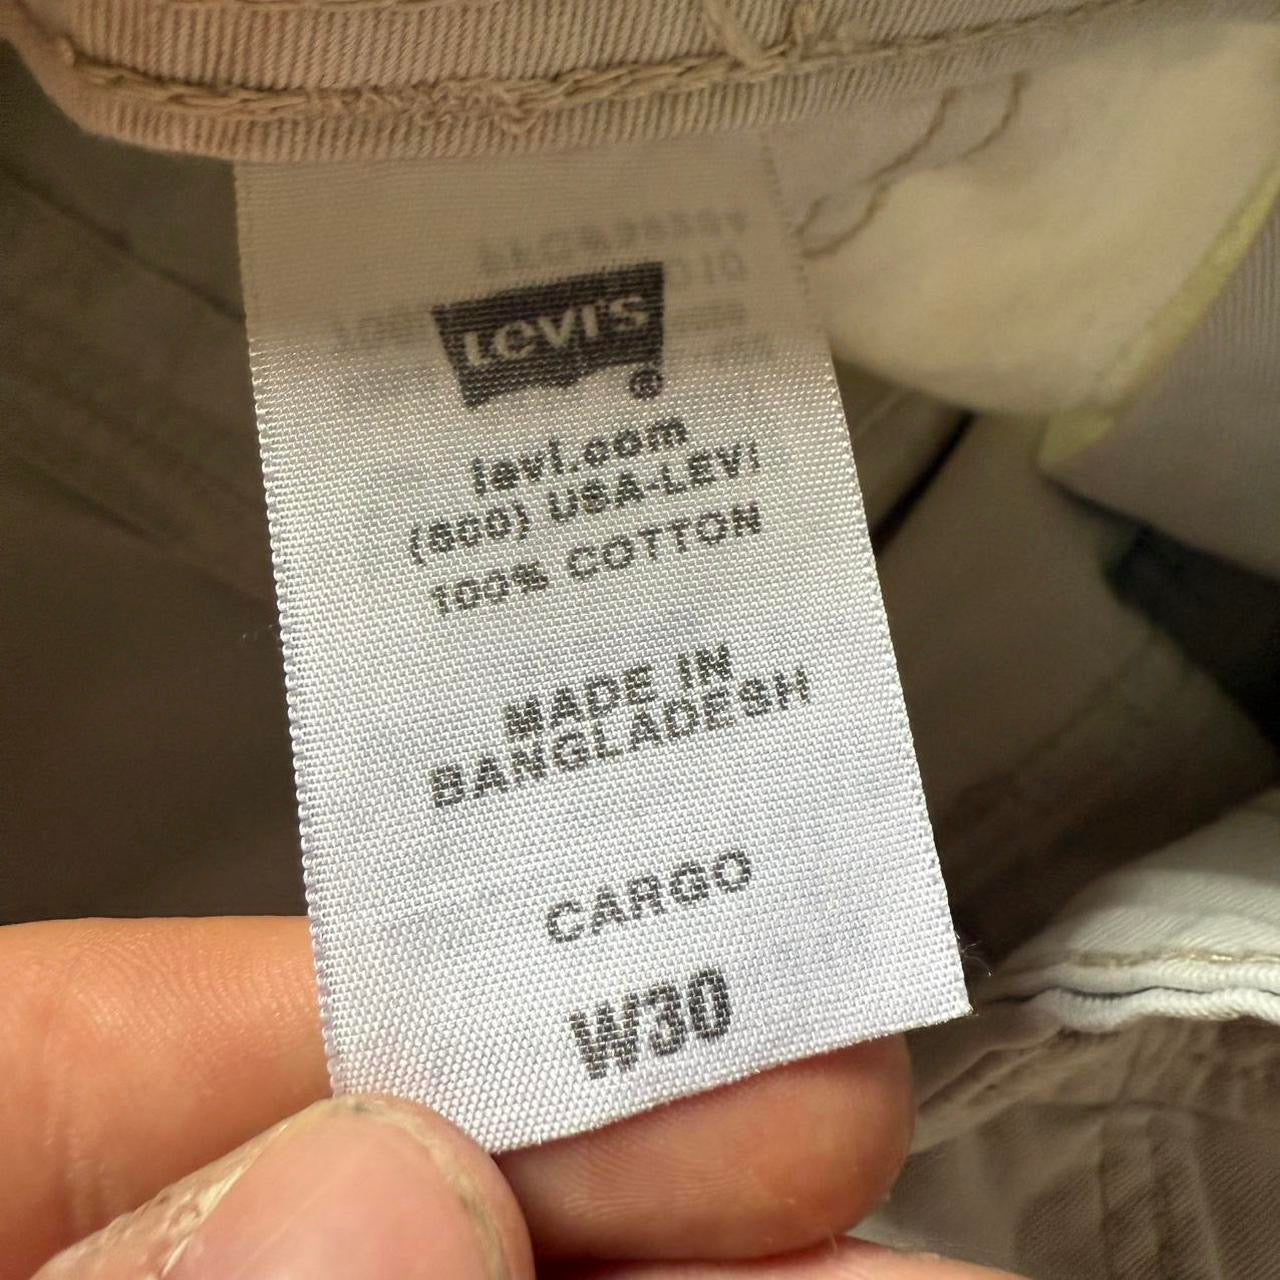 LEVI'S®
levi.com
(800) USA-LEVI
100% COTTON
MADE IN
BANGLADESH
CARGO
W30